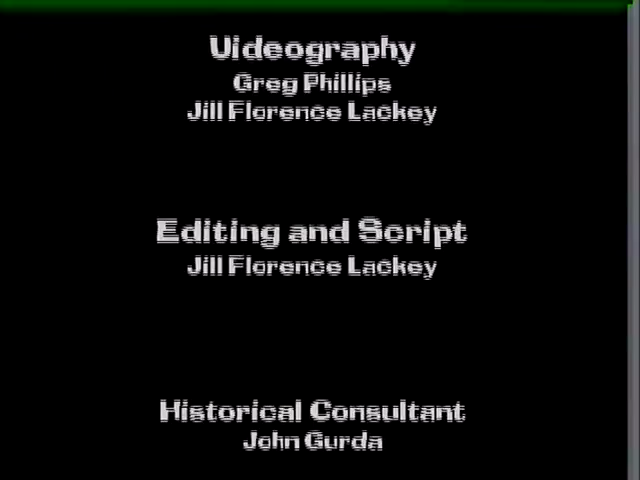 Videography
Greg Phillips
Jill Florence Lackey
Editing and Script
Jill Florence Lackey
Historical Consultant
John Gurda